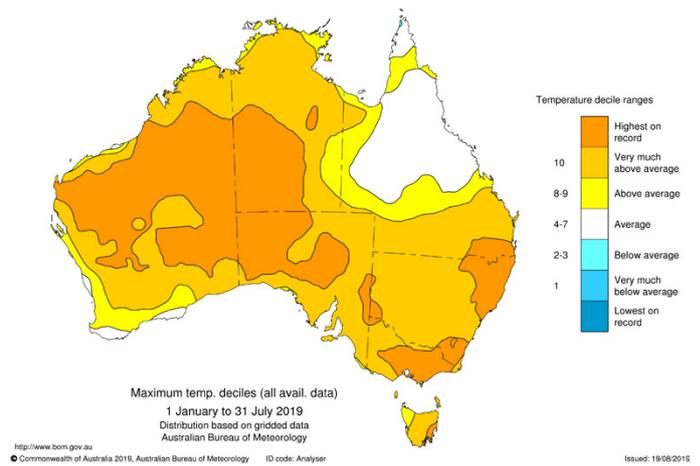 Temperature decile ranges
Highest on
record
10
Very much
above average
8-9
Above average
4-7
Average
2-3
Below average
1
Very much
below average
Lowest on
record
Maximum temp. deciles (all avail. data)
1 January to 31 July 2019
Distribution based on gridded data
Australian Bureau of Meteorology
http://www.bom.gov.au
© Commonwealth of Australia 2019, Australian Bureau of Meteorology ID code: Analyser Issued: 19/08/2019